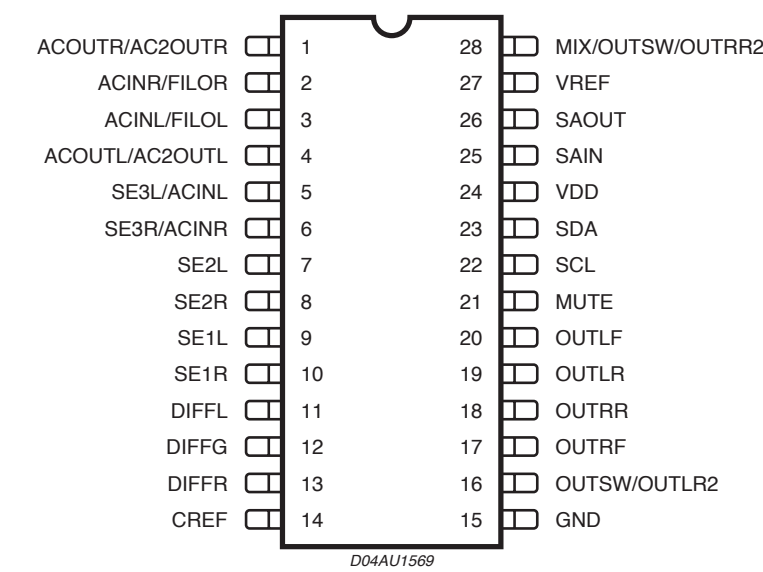 ACOUTR/AC2OUTR 1 28 MIX/OUTSW/OUTRR2
ACINR/FILOR 2 27 VREF
ACINL/FILOL 3 26 SAOUT
ACOUTL/AC2OUTL 4 25 SAIN
SE3L/ACINL 5 24 VDD
SE3R/ACINR 6 23 SDA
SE2L 7 22 SCL
SE2R 8 21 MUTE
SE1L 9 20 OUTLF
SE1R 10 19 OUTLR
DIFFL 11 18 OUTRR
DIFFG 12 17 OUTRF
DIFFR 13 16 OUTSW/OUTLR2
CREF 14 15 GND
D04AU1569